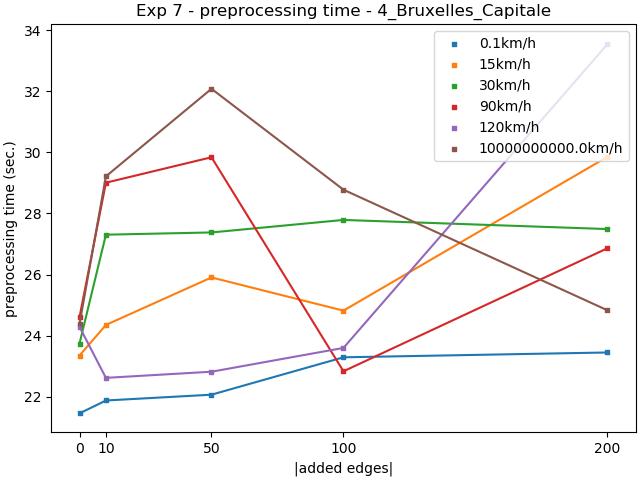 Exp 7 - preprocessing time - 4_Bruxelles_Capitale
34
32
30
28
26
24
22
preprocessing time (sec.)
0.1km/h
15km/h
30km/h
90km/h
120km/h
10000000000.0km/h
0 10 50 100 200
|added edges|